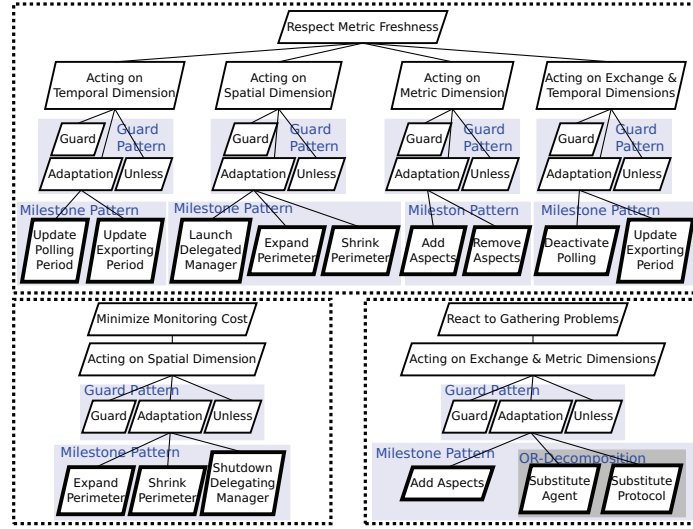 Respect Metric Freshness
Acting on
Temporal Dimension
Acting on
Spatial Dimension
Acting on
Metric Dimension
Acting on Exchange &
Temporal Dimensions
Guard
Guard
Pattern
Adaptation
Unless
Guard
Guard
Pattern
Adaptation
Unless
Guard
Guard
Pattern
Adaptation
Unless
Guard
Guard
Pattern
Adaptation
Unless
Milestone Pattern
Update
Polling
Period
Update
Exporting
Period
Milestone Pattern
Launch
Delegated
Manager
Expand
Perimeter
Shrink
Perimeter
Mileston Pattern
Add
Aspects
Remove
Aspects
Milestone Pattern
Deactivate
Polling
Update
Exporting
Period
Minimize Monitoring Cost
Acting on Spatial Dimension
Guard Pattern
Guard
Adaptation
Unless
Milestone Pattern
Expand
Perimeter
Shrink
Perimeter
Shutdown
Delegating
Manager
React to Gathering Problems
Acting on Exchange & Metric Dimensions
Guard Pattern
Guard
Adaptation
Unless
Milestone Pattern
OR-Decomposition
Add Aspects
Substitute
Agent
Substitute
Protocol